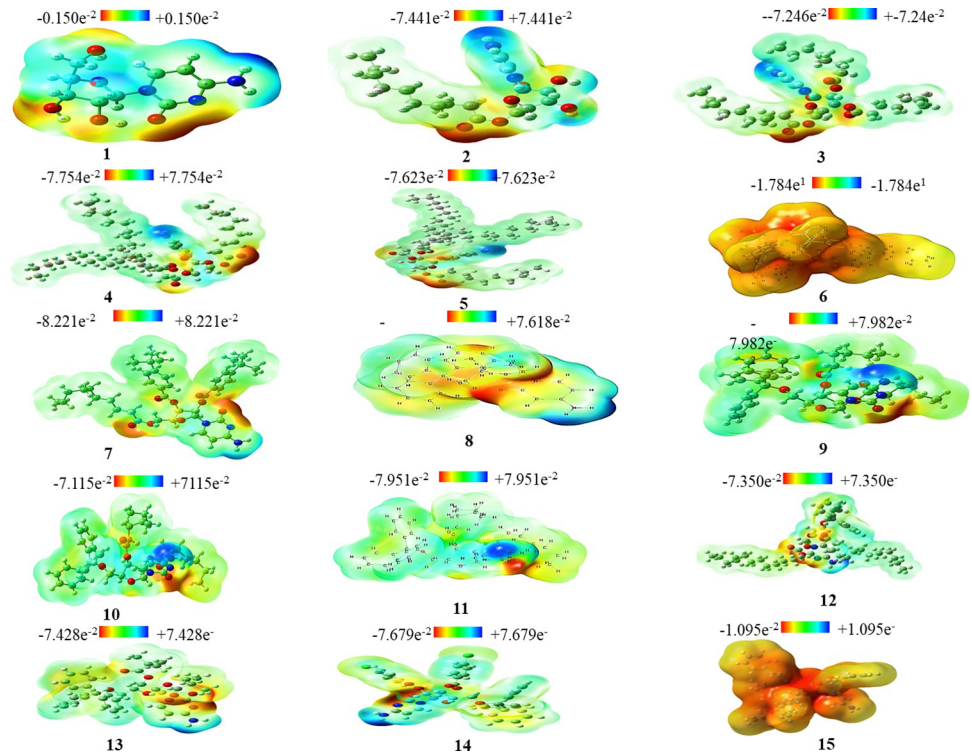 -0.150e-2 +0.150e-2
-7.441e-2 +7.441e-2
--7.246e-2 +-7.24e-2
1
2
3
-7.754e-2 +7.754e-2
-7.623e-2 +7.623e-2
-1.784e1 -1.784e1
4
5
6
-8.221e-2 +8.221e-2
- +7.618e-2
- +7.982e-2
7.982e-
7
8
9
-7.115e-2 +7115e-2
-7.951e-2 +7.951e-2
-7.350e-2 +7.350e-
10
11
12
-7.428e-2 +7.428e-
-7.679e-2 +7.679e-
-1.095e-2 +1.095e-
13
14
15